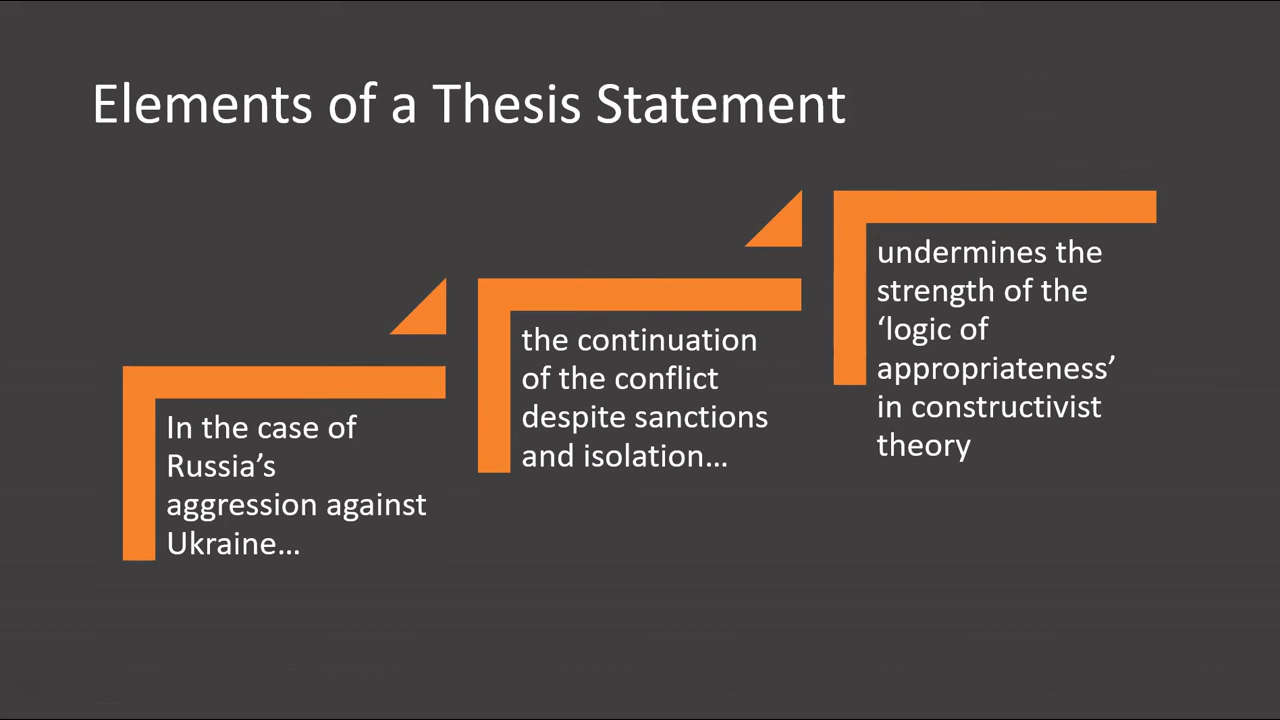 Elements of a Thesis Statement
In the case of
Russia’s
aggression against
Ukraine…
the continuation
of the conflict
despite sanctions
and isolation…
undermines the
strength of the
‘logic of
appropriateness’
in constructivist
theory